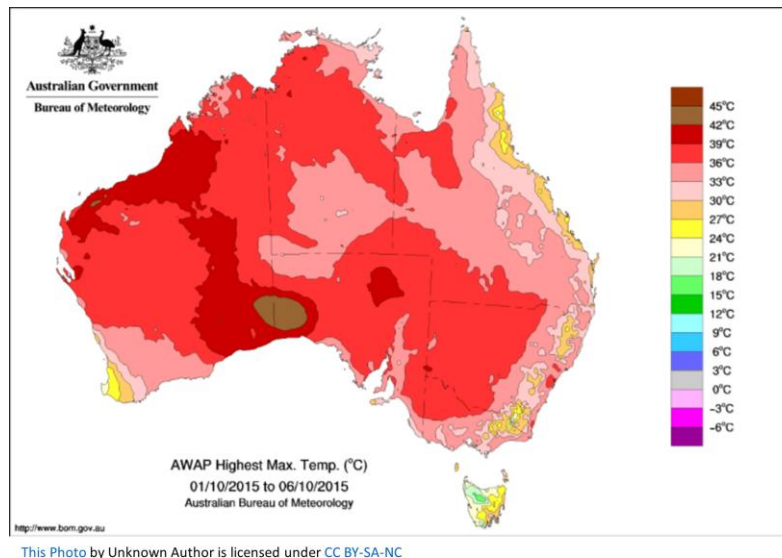 Australian Government
Bureau of Meteorology
45°C
42°C
39°C
36°C
33°C
30°C
27°C
24°C
21°C
18°C
15°C
12°C
9°C
6°C
3°C
0°C
-3°C
-6°C
AWAP Highest Max. Temp. (°C)
01/10/2015 to 06/10/2015
Australian Bureau of Meteorology
http://www.bom.gov.au
This Photo by Unknown Author is licensed under CC BY-SA-NC